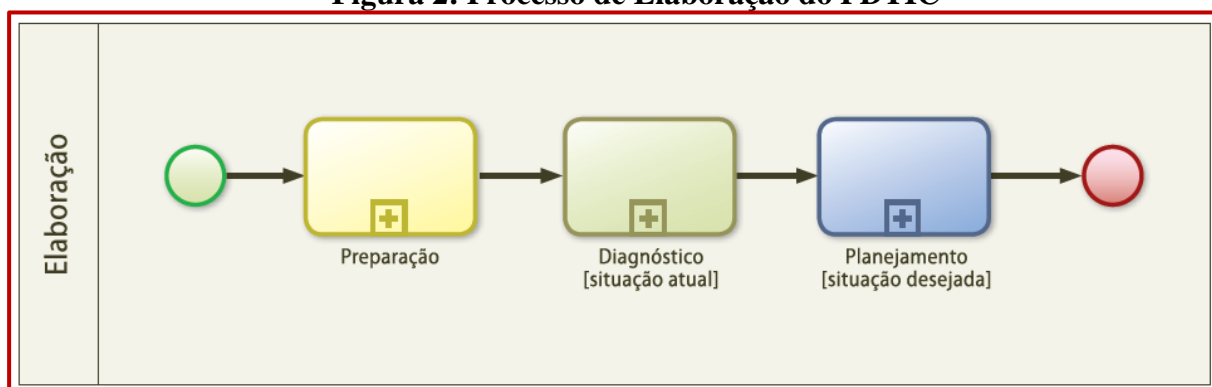 Figura 2: Processo de Elaboração do PDTIC
Elaboração
Preparação
Diagnóstico
[situação atual]
Planejamento
[situação desejada]